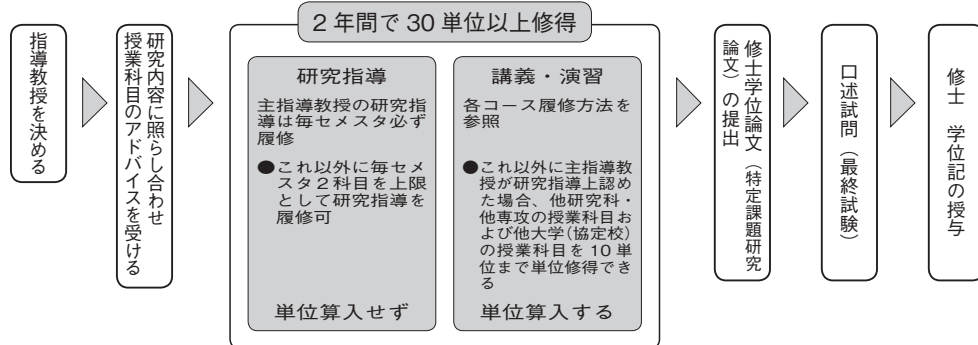 指導教授を決める
研究内容に照らし合わせ
授業科目のアドバイスを受ける
2年間で30単位以上修得
研究指導
主指導教授の研究指
導は毎セメスタ必ず
履修
●これ以外に毎セメ
スタ2科目を上限
として研究指導を
履修可
単位算入せず
講義・演習
各コース履修方法を
参照
●これ以外に主指導教
授が研究指導上認め
た場合、他研究科・
他専攻の授業科目お
よび他大学(協定校)
の授業科目を10単
位まで単位修得でき
る
単位算入する
修士学位論文(特定課題研究
論文)の提出
口述試問(最終試験)
修士 学位記の授与